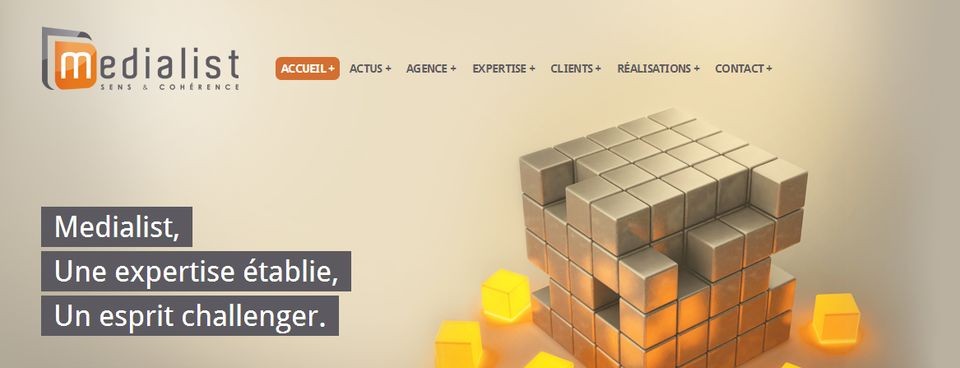 medialist
SENS & COHÉRENCE
ACCUEIL + ACTUS + AGENCE + EXPERTISE + CLIENTS + RÉALISATIONS + CONTACT +
Medialist,
Une expertise établie,
Un esprit challenger.